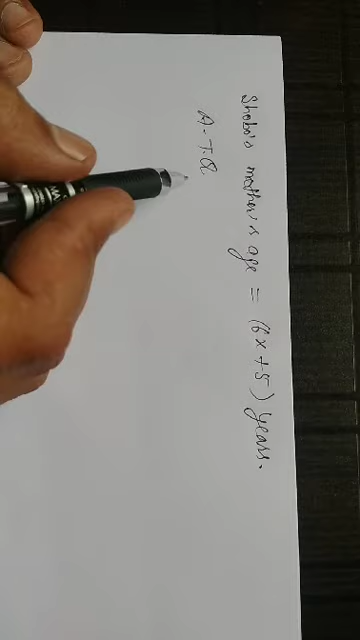 Shobo's mother's age = (6x+5) years.
A-T.Q